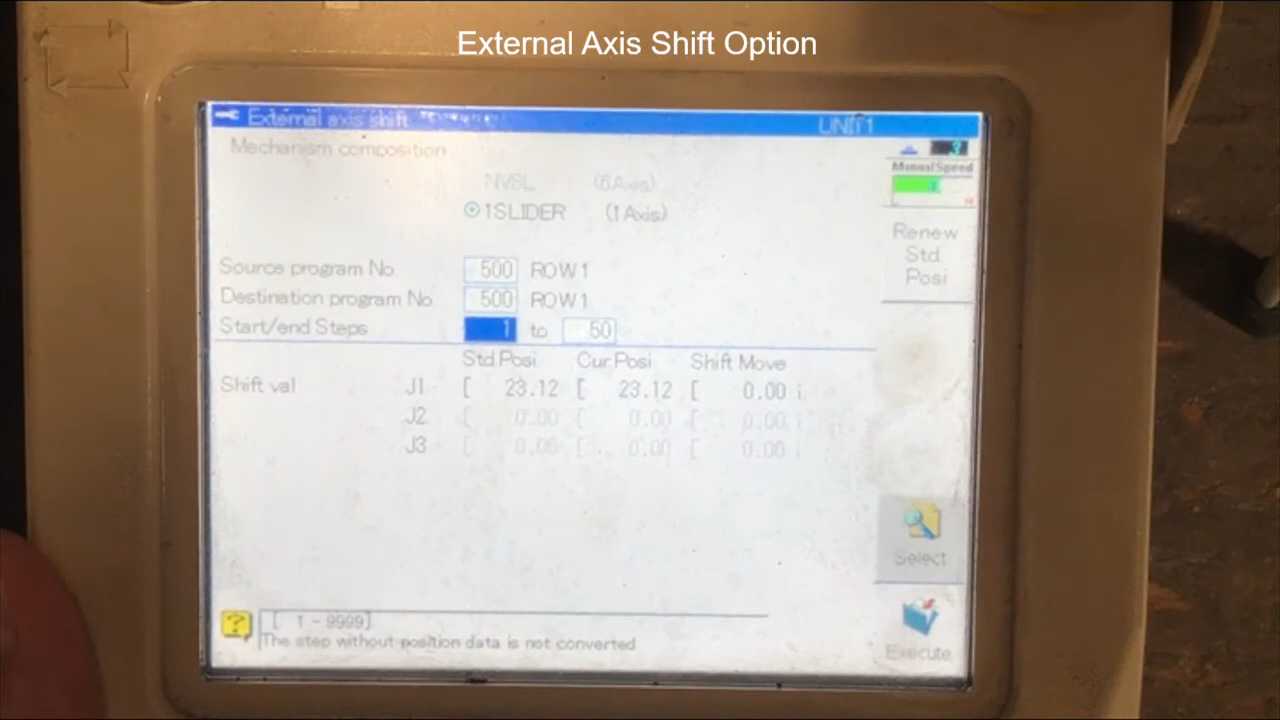 External Axis Shift Option
External axis shift UNIT1
Mechanism composition
3
Manual Speed
NV8L (6Axis)
1SLIDER (1Axis)
Renew
Std
Posi
Source program No 500 ROW1
Destination program No 500 ROW1
Start/end Steps 1 to 50
Std.Posi Cur.Posi Shift Move
Shift val J1 [ 23.12 [ 23.12 [ 0.00 i
J2 [ 0.00 [ 0.00 [ 0.00 i
J3 [ 0.00 [ 0.00 [ 0.00 i
Select
[ 1 - 9999]
The step without position data is not converted
Execute